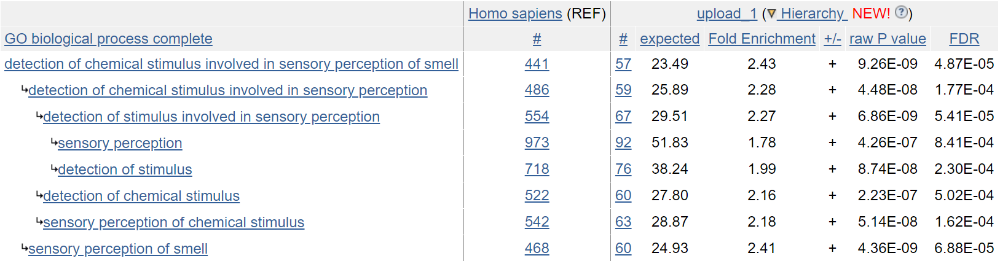 Homo sapiens (REF) upload_1 (Hierarchy NEW! ?)
GO biological process complete # # expected Fold Enrichment +/- raw P value FDR
detection of chemical stimulus involved in sensory perception of smell 441 57 23.49 2.43 + 9.26E-09 4.87E-05
↳detection of chemical stimulus involved in sensory perception 486 59 25.89 2.28 + 4.48E-08 1.77E-04
↳detection of stimulus involved in sensory perception 554 67 29.51 2.27 + 6.86E-09 5.41E-05
↳sensory perception 973 92 51.83 1.78 + 4.26E-07 8.41E-04
↳detection of stimulus 718 76 38.24 1.99 + 8.74E-08 2.30E-04
↳detection of chemical stimulus 522 60 27.80 2.16 + 2.23E-07 5.02E-04
↳sensory perception of chemical stimulus 542 63 28.87 2.18 + 5.14E-08 1.62E-04
↳sensory perception of smell 468 60 24.93 2.41 + 4.36E-09 6.88E-05